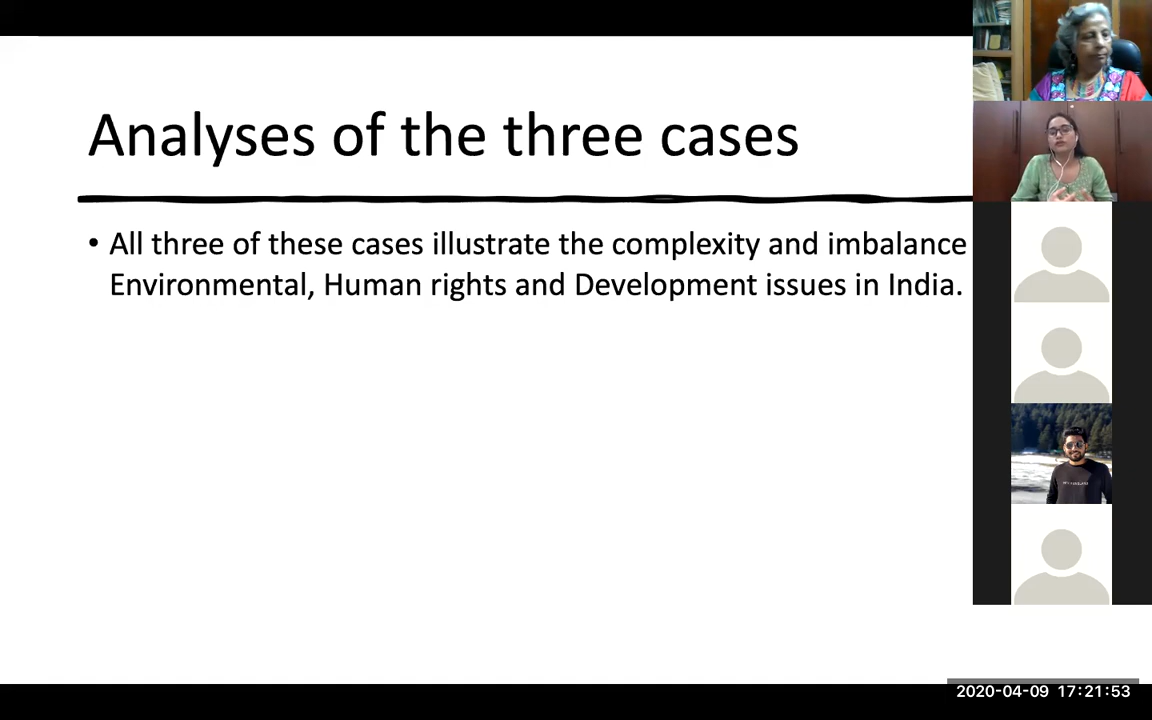 Analyses of the three cases
• All three of these cases illustrate the complexity and imbalance
Environmental, Human rights and Development issues in India.
2020-04-09 17:21:53